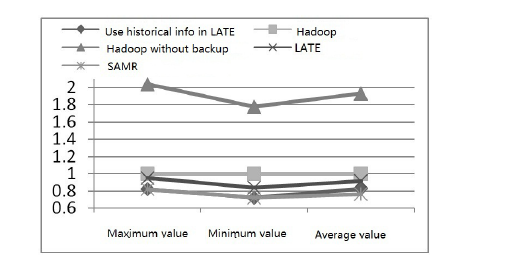 Use historical info in LATE Hadoop
Hadoop without backup LATE
SAMR
2
1.8
1.6
1.4
1.2
1
0.8
0.6
Maximum value Minimum value Average value